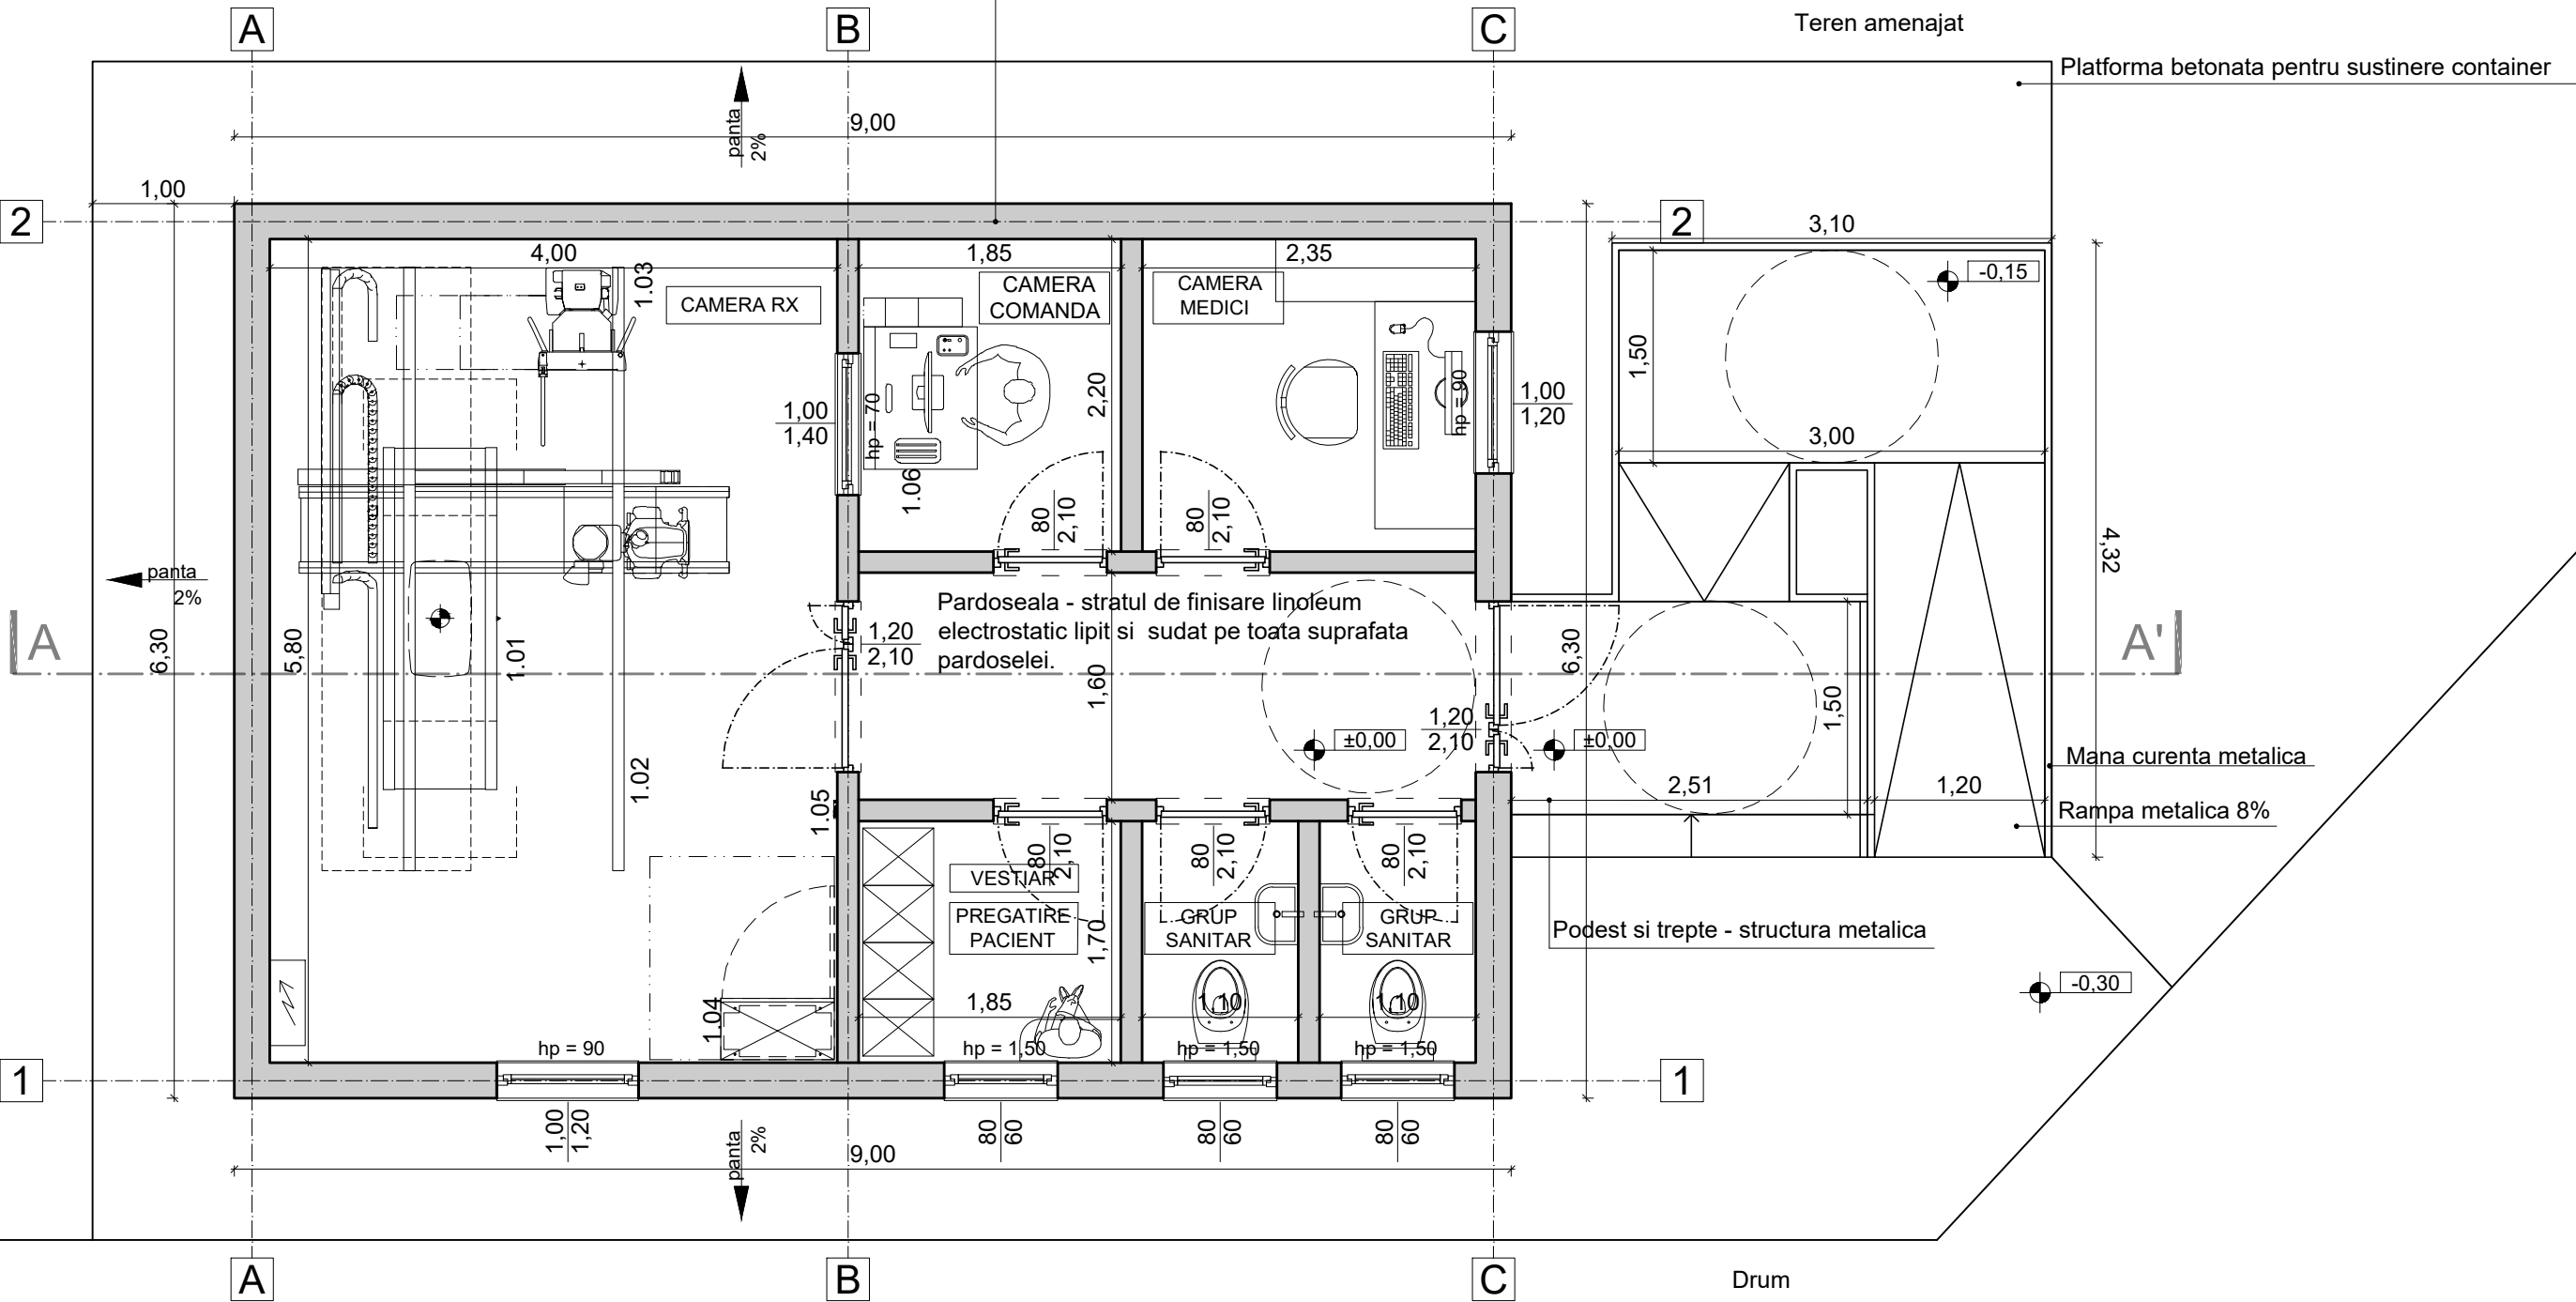 A
B
C
Teren amenajat
Platforma betonata pentru sustinere container
panta
2%
9,00
1,00
2
2
3,10
4,00
1.03
1,85
2,35
CAMERA RX
CAMERA
COMANDA
CAMERA
MEDICI
-0,15
1,50
1,00
1,40
hp = 70
2,20
hp = 90
1,00
1,20
3,00
1.06
80
2,10
80
2,10
4,32
panta
2%
Pardoseala - stratul de finisare linoleum
electrostatic lipit si sudat pe toata suprafata
pardoselei.
A
6,30
5,80
1.01
1,20
2,10
1,60
6,30
A'
1,50
1,20
2,10
±0,00
±0,00
1.02
1.05
2,51
1,20
Mana curenta metalica
Rampa metalica 8%
80
2,10
80
2,10
80
2,10
VESTIAR
PREGATIRE
PACIENT
1,70
GRUP
SANITAR
GRUP
SANITAR
Podest si trepte - structura metalica
-0,30
1.04
1,85
1,10
1,10
hp = 90
hp = 1,50
hp = 1,50
hp = 1,50
1
1
1,00
1,20
80
60
80
60
80
60
panta
2%
9,00
A
B
C
Drum